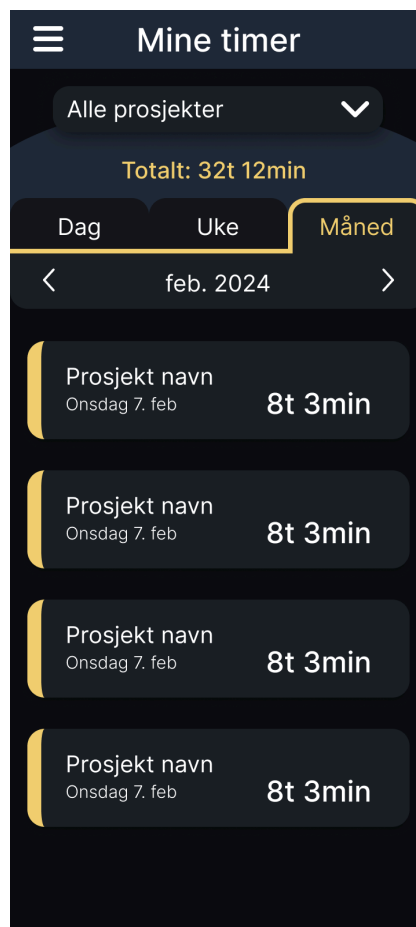 Mine timer
Alle prosjekter
Totalt: 32t 12min
Dag Uke Måned
feb. 2024
Prosjekt navn
Onsdag 7. feb
8t 3min
Prosjekt navn
Onsdag 7. feb
8t 3min
Prosjekt navn
Onsdag 7. feb
8t 3min
Prosjekt navn
Onsdag 7. feb
8t 3min